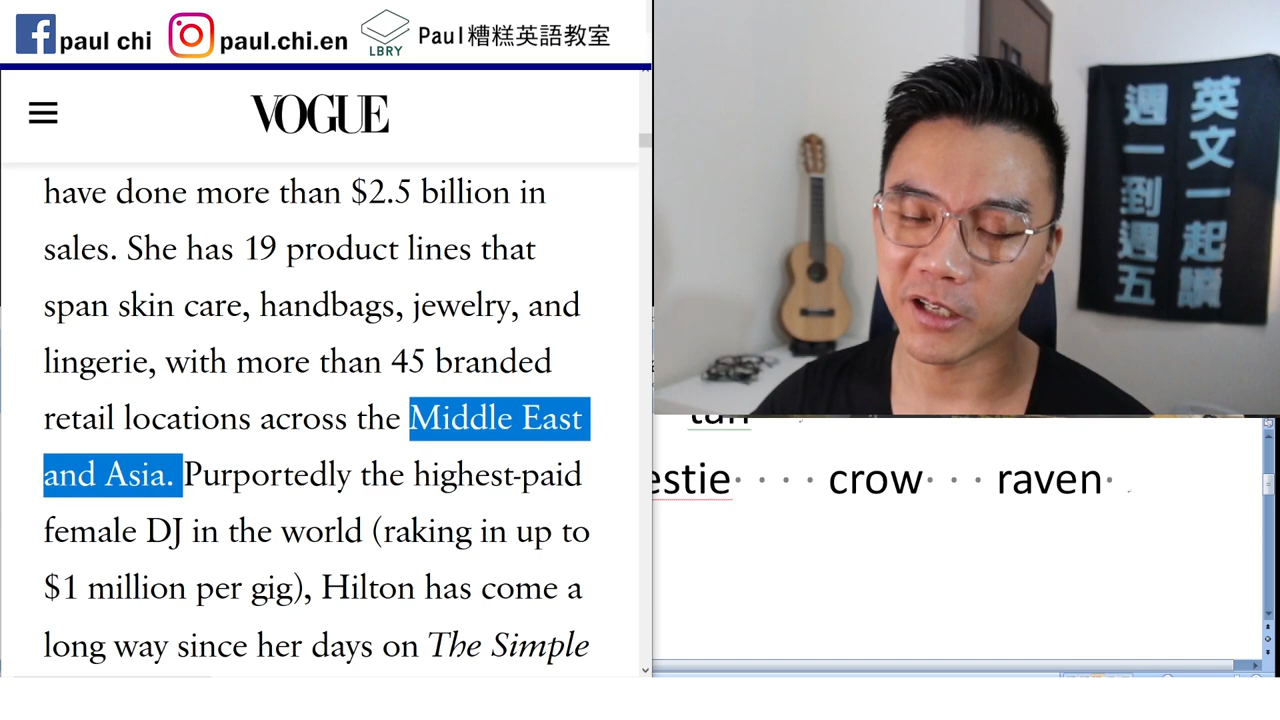 paul chi
paul.chi.en
LBRY
Paul糟糕英語教室
VOGUE
have done more than $2.5 billion in
sales. She has 19 product lines that
span skin care, handbags, jewelry, and
lingerie, with more than 45 branded
retail locations across the Middle East
and Asia. Purportedly the highest-paid
female DJ in the world (raking in up to
$1 million per gig), Hilton has come a
long way since her days on The Simple
英文一起讀
週一到週五
estie crow raven